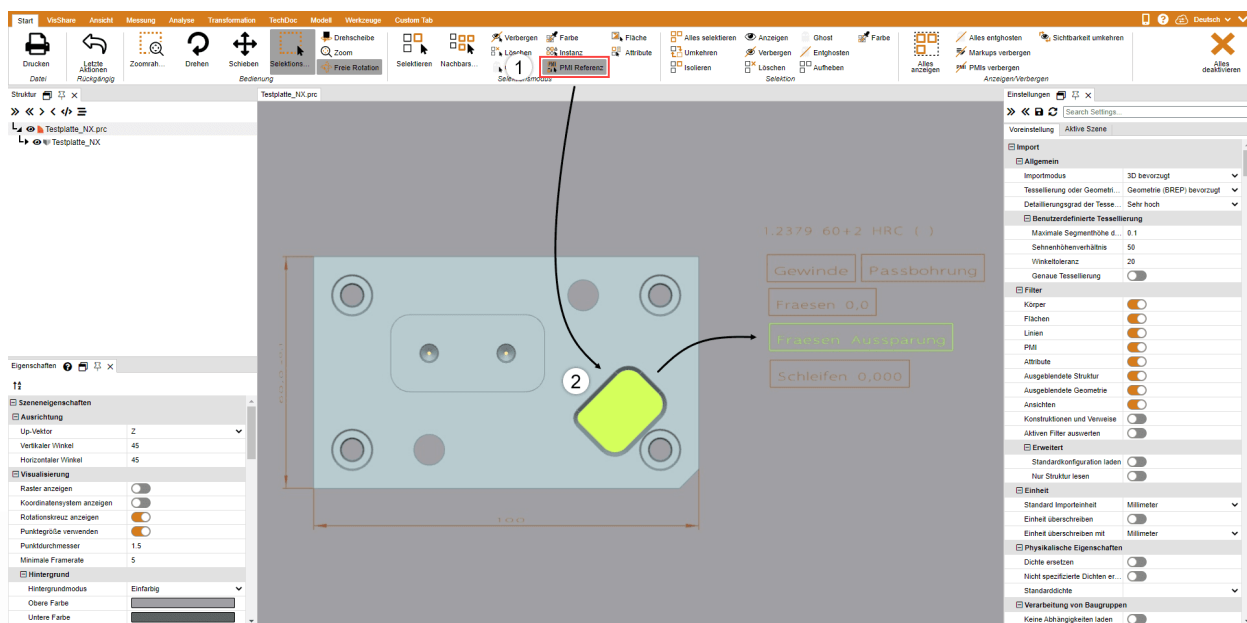 Start VisShare Ansicht Messung Analyse Transformation TechDoc Modell Werkzeuge Custom Tab Deutsch
Drucken
Datei
Letzte Aktionen
Rückgängig
Zoomrah... Drehen Schieben Selektions...
Drehscheibe
Zoom
Freie Rotation
Bedienung
Selektieren Nachbars...
Verbergen Farbe Fläche
Löschen Instanz Attribute
1 PMI Referenz
Selektionsmodus
Alles selektieren Anzeigen Ghost Farbe
Umkehren Verbergen Entghosten
Isolieren Löschen Aufheben
Selektion
Alles anzeigen
Alles entghosten Sichtbarkeit umkehren
Markups verbergen
PMIs verbergen
Anzeigen/Verbergen
Alles deaktivieren
Struktur
Testplatte_NX.prc
Testplatte_NX
Testplatte_NX.prc
1.2379 60+2 HRC ( )
Gewinde Passbohrung
Fraesen 0,0
Fraesen Aussparung
Schleifen 0,000
2
100
Eigenschaften
Szeneneigenschaften
Ausrichtung
Up-Vektor Z
Vertikaler Winkel 45
Horizontaler Winkel 45
Visualisierung
Raster anzeigen
Koordinatensystem anzeigen
Rotationskreuz anzeigen
Punktegröße verwenden
Punktdurchmesser 1.5
Minimale Framerate 5
Hintergrund
Hintergrundmodus Einfarbig
Obere Farbe
Untere Farbe
Einstellungen
Search Settings...
Voreinstellung Aktive Szene
Import
Allgemein
Importmodus 3D bevorzugt
Tessellierung oder Geometri... Geometrie (BREP) bevorzugt
Detaillierungsgrad der Tesse... Sehr hoch
Benutzerdefinierte Tessellierung
Maximale Segmenthöhe d... 0.1
Sehnenhöhenverhältnis 50
Winkeltoleranz 20
Genaue Tessellierung
Filter
Körper
Flächen
Linien
PMI
Attribute
Ausgeblendete Struktur
Ausgeblendete Geometrie
Ansichten
Konstruktionen und Verweise
Aktiven Filter auswerten
Erweitert
Standardkonfiguration laden
Nur Struktur lesen
Einheit
Standard Importeinheit Millimeter
Einheit überschreiben
Einheit überschreiben mit Millimeter
Physikalische Eigenschaften
Dichte ersetzen
Nicht spezifizierte Dichten er...
Standarddichte
Verarbeitung von Baugruppen
Keine Abhängigkeiten laden